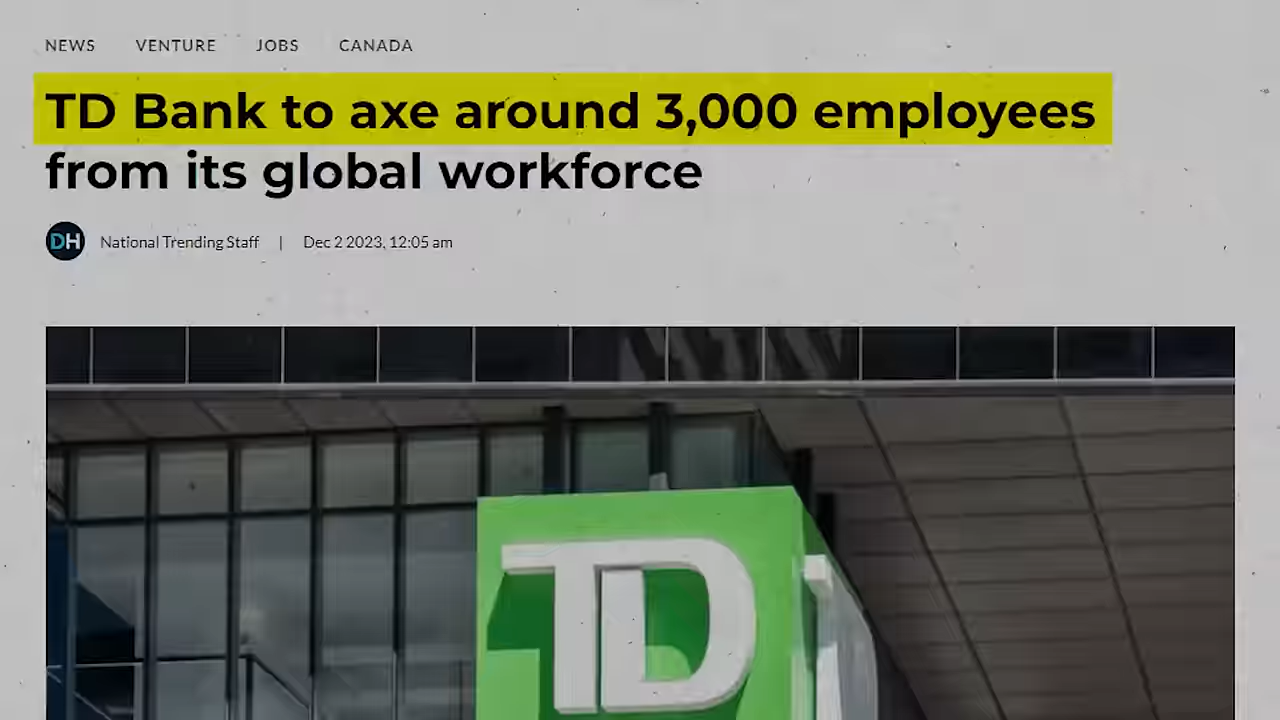 NEWS VENTURE JOBS CANADA
TD Bank to axe around 3,000 employees
from its global workforce
DH National Trending Staff | Dec 2 2023, 12:05 am
TD